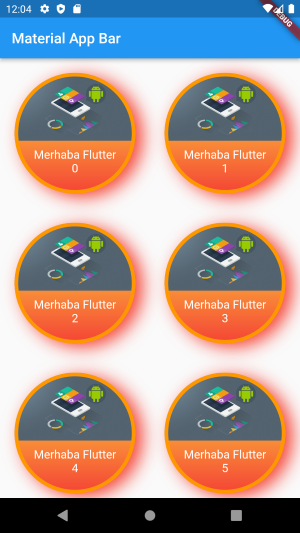 12:04
DEBUG
Material App Bar
Merhaba Flutter
0
Merhaba Flutter
1
Merhaba Flutter
2
Merhaba Flutter
3
Merhaba Flutter
4
Merhaba Flutter
5